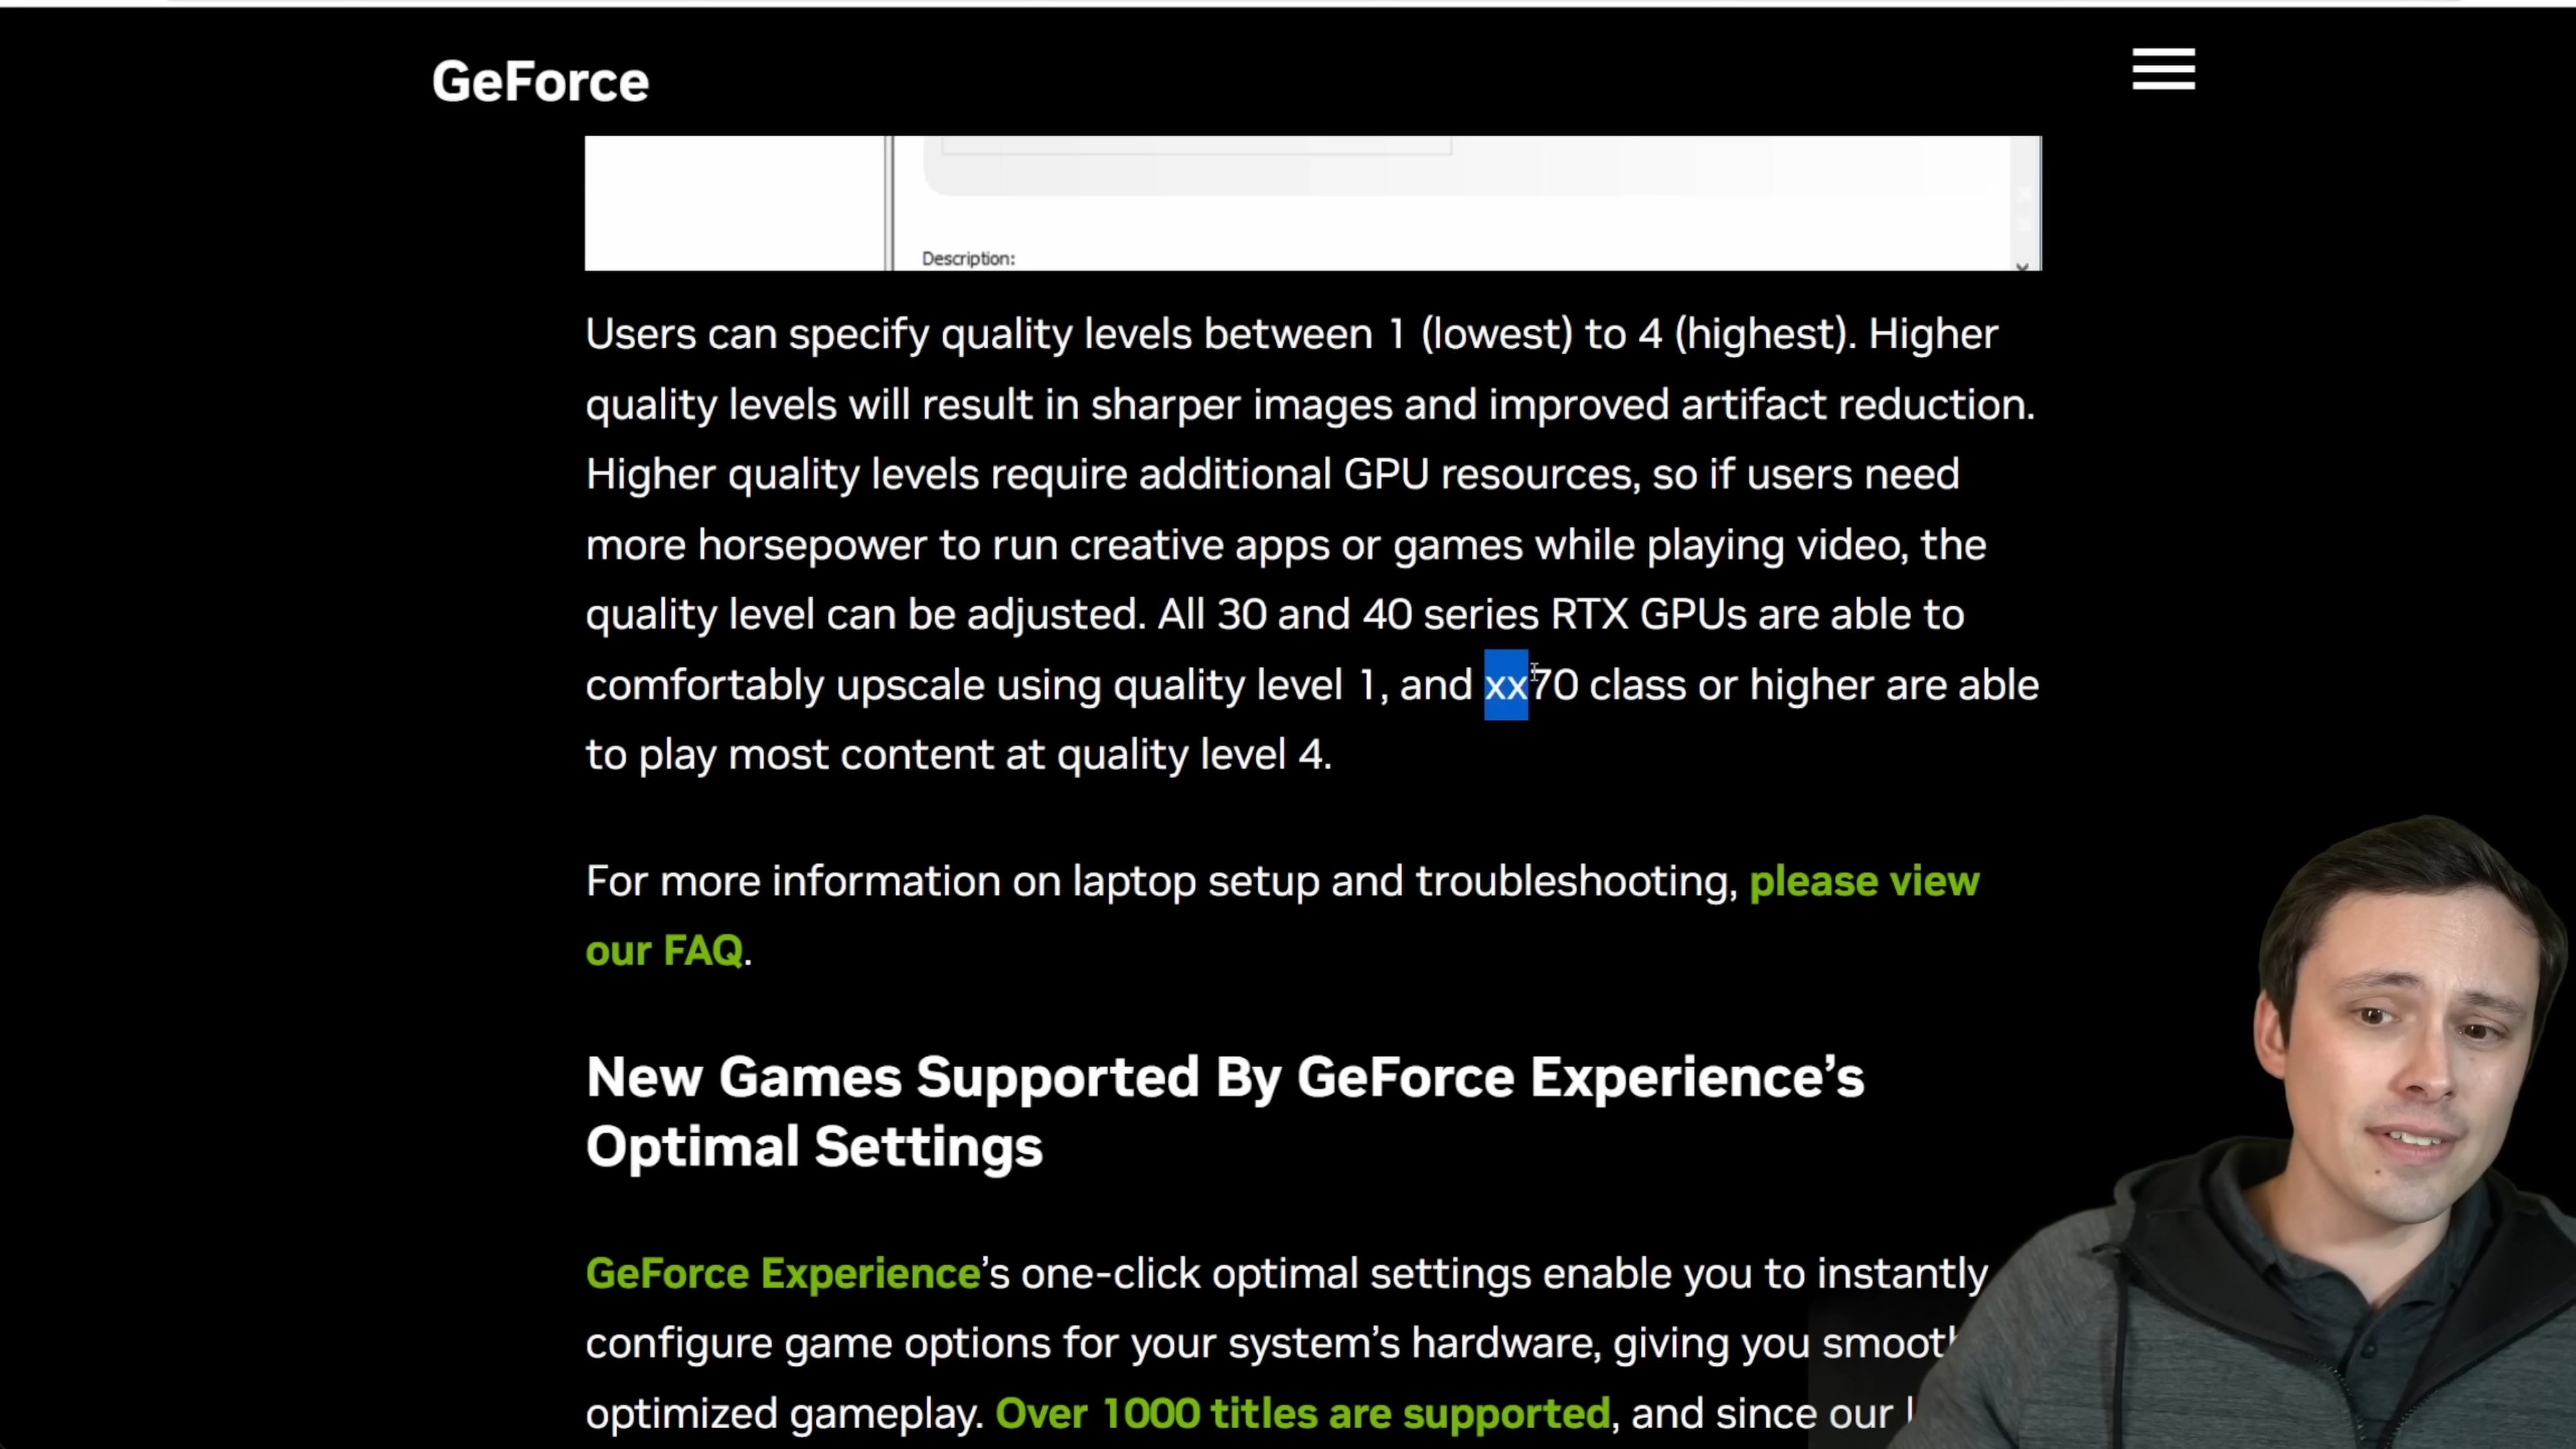 GeForce
Description:
Users can specify quality levels between 1 (lowest) to 4 (highest). Higher
quality levels will result in sharper images and improved artifact reduction.
Higher quality levels require additional GPU resources, so if users need
more horsepower to run creative apps or games while playing video, the
quality level can be adjusted. All 30 and 40 series RTX GPUs are able to
comfortably upscale using quality level 1, and xx70 class or higher are able
to play most content at quality level 4.
For more information on laptop setup and troubleshooting, please view
our FAQ.
New Games Supported By GeForce Experience’s
Optimal Settings
GeForce Experience’s one-click optimal settings enable you to instantly
configure game options for your system’s hardware, giving you
optimized gameplay. Over 1000 titles are supported, and since our